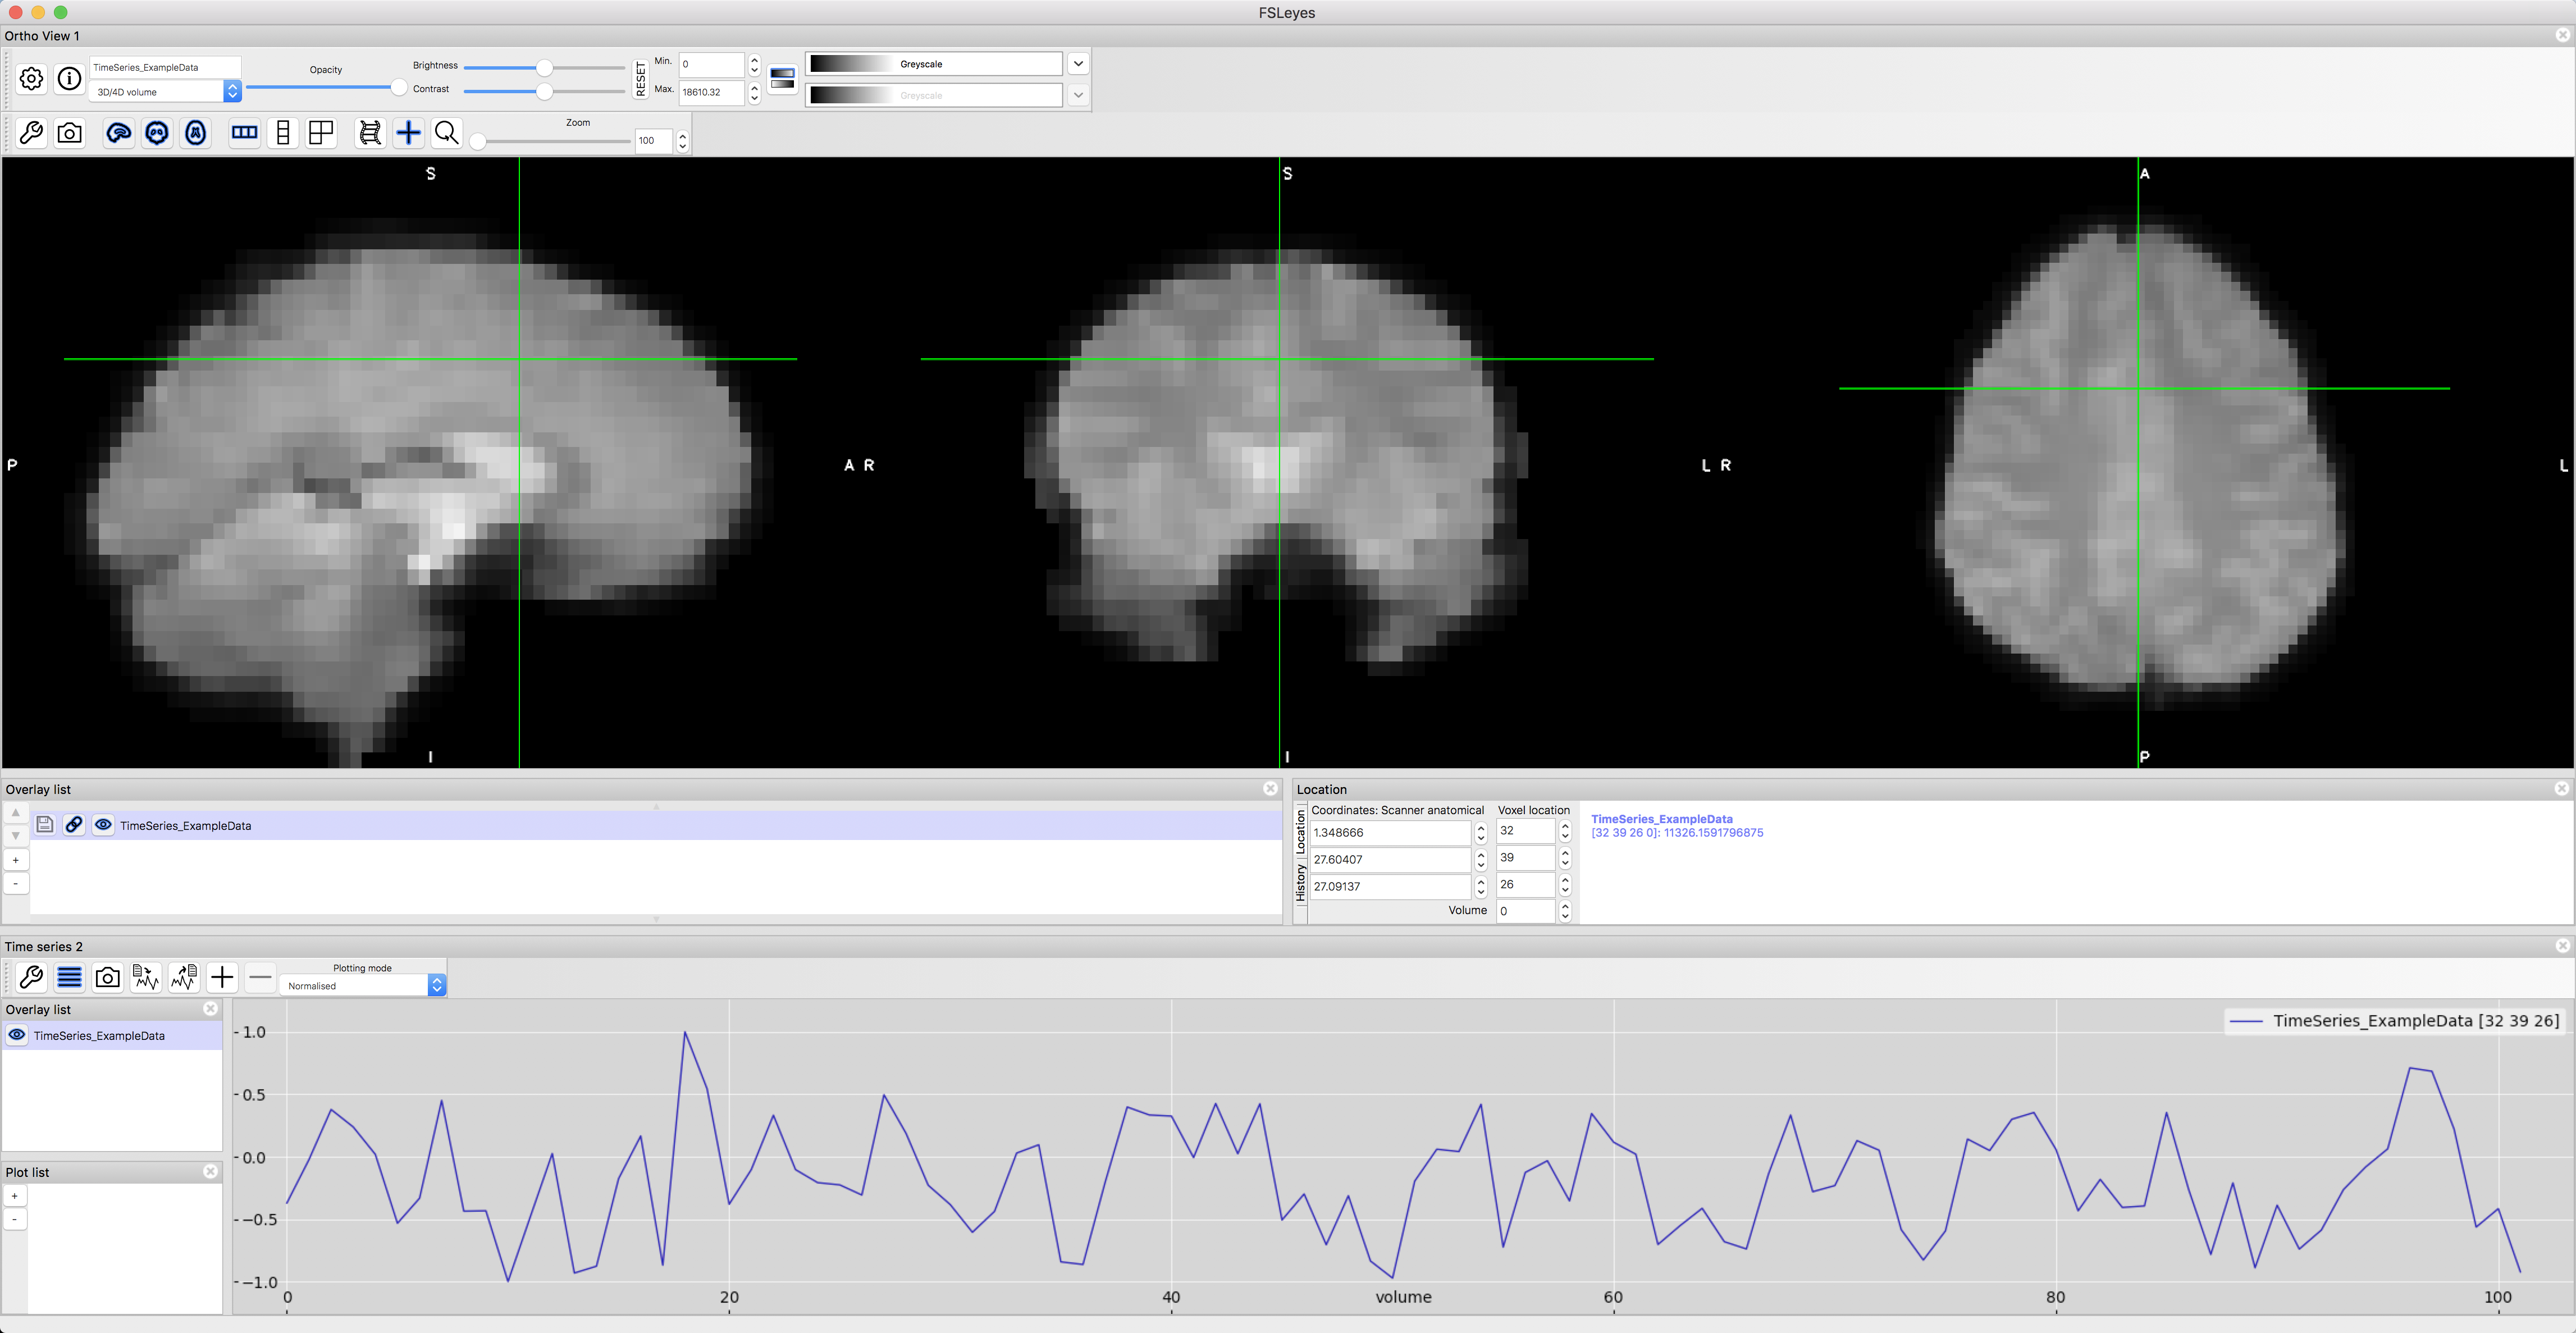 FSLeyes
Ortho View 1
TimeSeries_ExampleData
3D/4D volume
Opacity
Brightness
Contrast
RESET
Min.
0
Max.
18610.32
Greyscale
Greyscale
Zoom
100
S
S
A
P
A R
L R
L
I
I
P
Overlay list
TimeSeries_ExampleData
+
-
Location
Location
History
Coordinates: Scanner anatomical
Voxel location
1.348666
32
27.60407
39
27.09137
26
Volume
0
TimeSeries_ExampleData
[32 39 26 0]: 11326.1591796875
Time series 2
Plotting mode
Normalised
Overlay list
TimeSeries_ExampleData
Plot list
+
-
1.0
0.5
0.0
−0.5
−1.0
TimeSeries_ExampleData [32 39 26]
0
20
40
volume
60
80
100